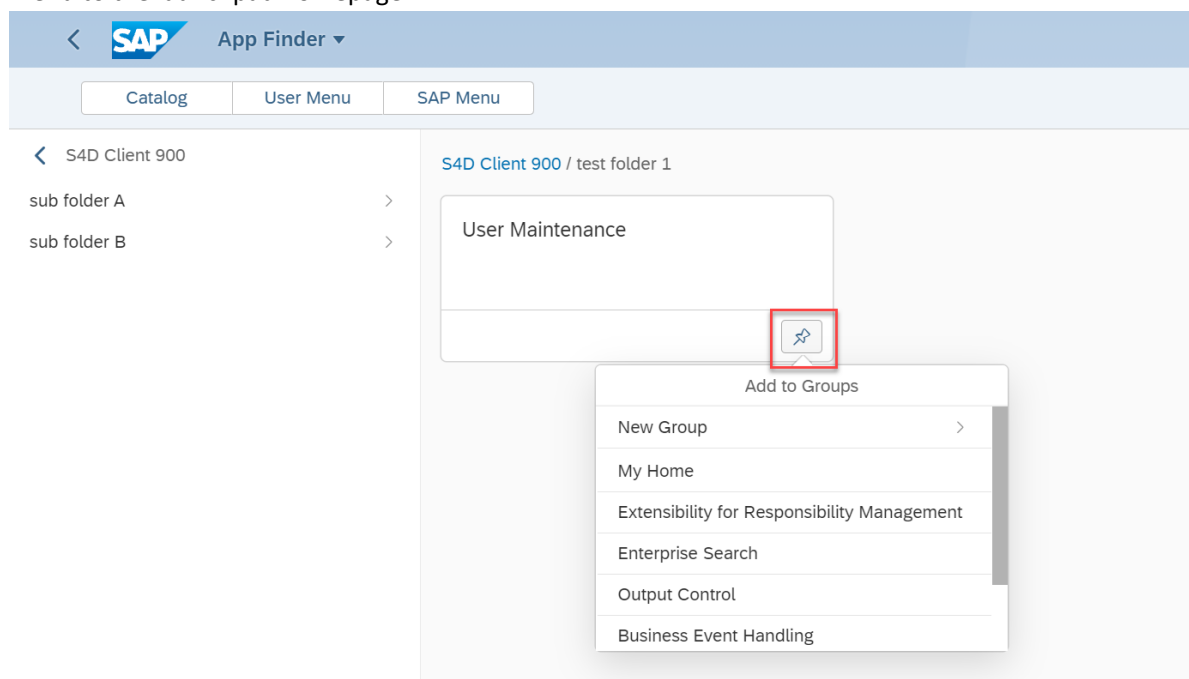 SAP
App Finder
Catalog
User Menu
SAP Menu
S4D Client 900
sub folder A
sub folder B
S4D Client 900 / test folder 1
User Maintenance
Add to Groups
New Group
My Home
Extensibility for Responsibility Management
Enterprise Search
Output Control
Business Event Handling